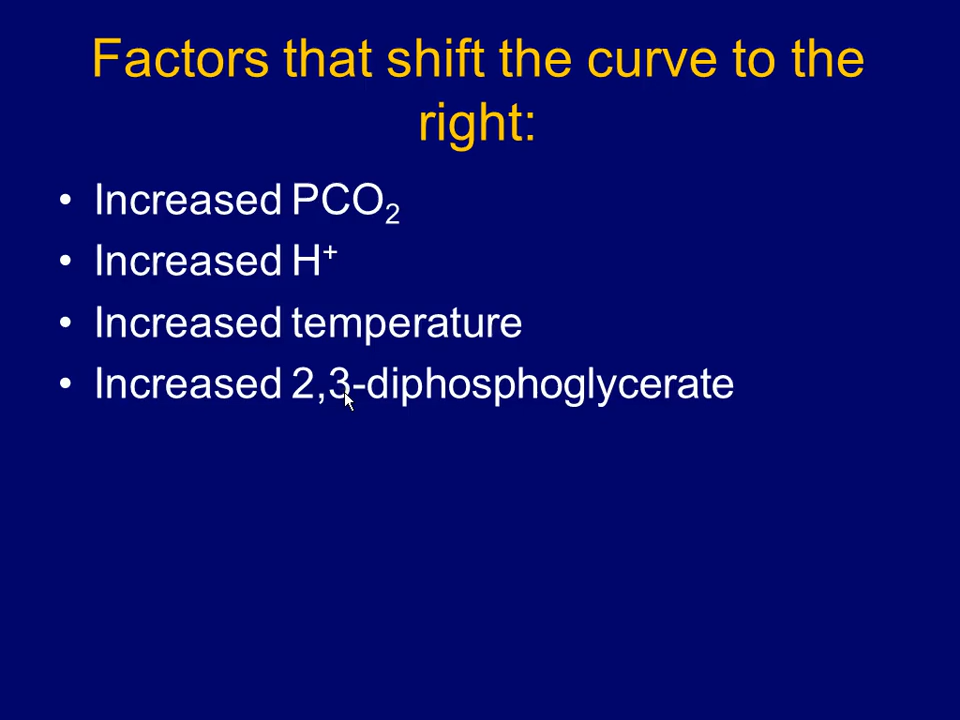 Factors that shift the curve to the
right:
• Increased PCO₂
• Increased H⁺
• Increased temperature
• Increased 2,3-diphosphoglycerate